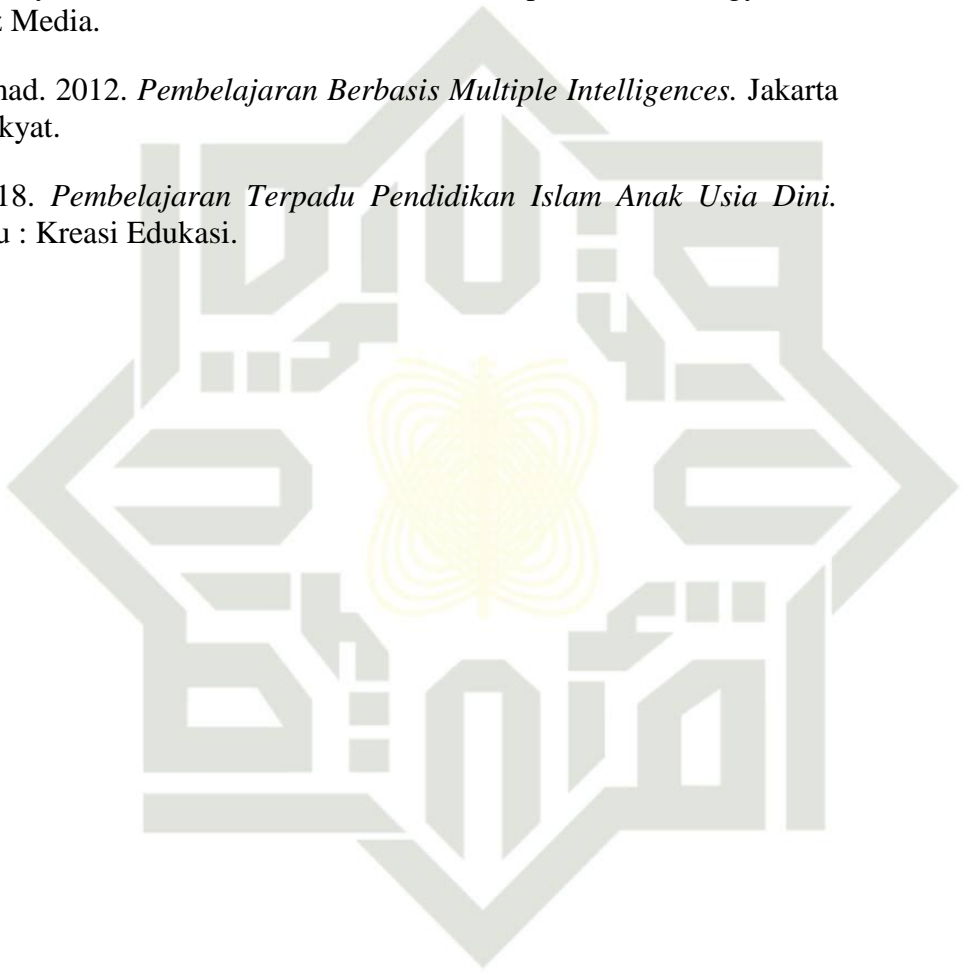 z Media.
nad. 2012. Pembelajaran Berbasis Multiple Intelligences. Jakarta
kyat.
18. Pembelajaran Terpadu Pendidikan Islam Anak Usia Dini.
u : Kreasi Edukasi.